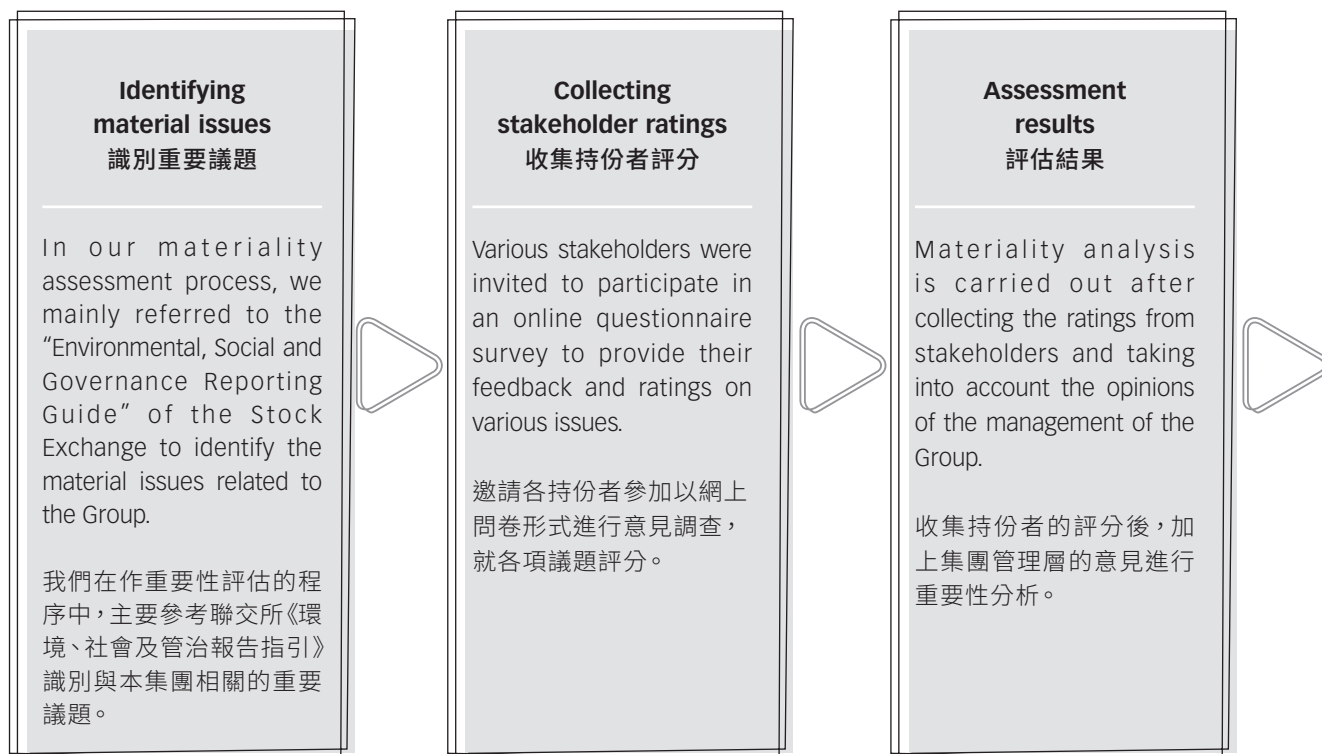 Identifying
material issues
識別重要議題
In our materiality
assessment process, we
mainly referred to the
“Environmental, Social and
Governance Reporting
Guide” of the Stock
Exchange to identify the
material issues related to
the Group.
我們在作重要性評估的程
序中，主要參考聯交所《環
境、社會及管治報告指引》
識別與本集團相關的重要
議題。
Collecting
stakeholder ratings
收集持份者評分
Various stakeholders were
invited to participate in
an online questionnaire
survey to provide their
feedback and ratings on
various issues.
邀請各持份者參加以網上
問卷形式進行意見調查，
就各項議題評分。
Assessment
results
評估結果
Materiality analysis
is carried out after
collecting the ratings from
stakeholders and taking
into account the opinions
of the management of the
Group.
收集持份者的評分後，加
上集團管理層的意見進行
重要性分析。